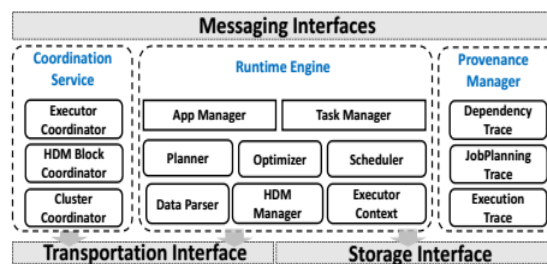 Messaging Interfaces
Coordination
Service
Executor
Coordinator
HDM Block
Coordinator
Cluster
Coordinator
Runtime Engine
App Manager
Task Manager
Planner
Optimizer
Scheduler
Data Parser
HDM
Manager
Executor
Context
Provenance
Manager
Dependency
Trace
JobPlanning
Trace
Execution
Trace
Transportation Interface
Storage Interface